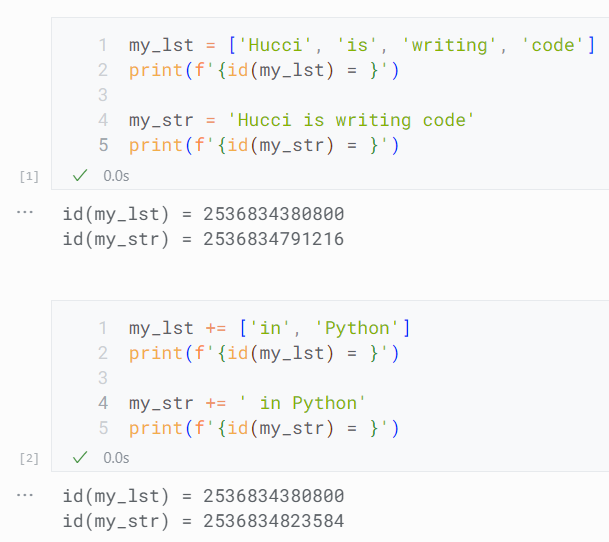 1 my_lst = ['Hucci', 'is', 'writing', 'code']
2 print(f'{id(my_lst) = }')
3
4 my_str = 'Hucci is writing code'
5 print(f'{id(my_str) = }')
[1] ✓ 0.0s
··· id(my_lst) = 2536834380800
id(my_str) = 2536834791216
1 my_lst += ['in', 'Python']
2 print(f'{id(my_lst) = }')
3
4 my_str += ' in Python'
5 print(f'{id(my_str) = }')
[2] ✓ 0.0s
··· id(my_lst) = 2536834380800
id(my_str) = 2536834823584